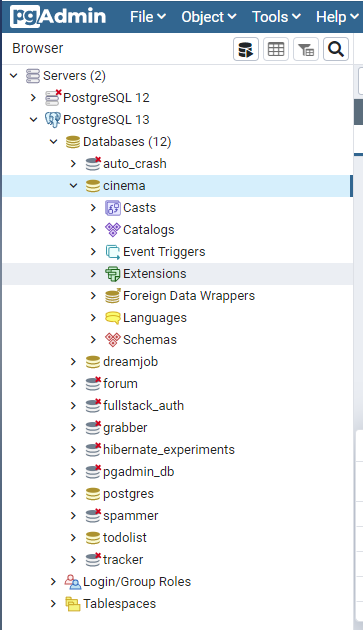 pgAdmin File Object Tools Help
Browser
Servers (2)
PostgreSQL 12
PostgreSQL 13
Databases (12)
auto_crash
cinema
Casts
Catalogs
Event Triggers
Extensions
Foreign Data Wrappers
Languages
Schemas
dreamjob
forum
fullstack_auth
grabber
hibernate_experiments
pgadmin_db
postgres
spammer
todolist
tracker
Login/Group Roles
Tablespaces